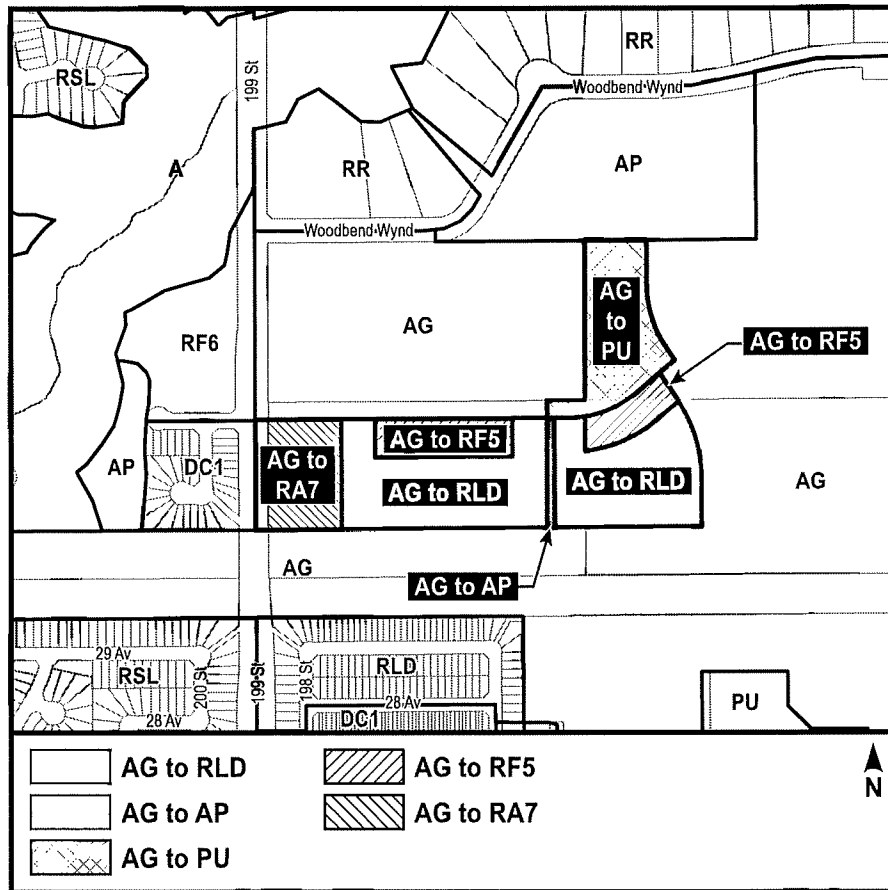 RR
RSL
199 St
Woodbend Wynd
A
RR
AP
Woodbend Wynd
AG
to
PU
AG
RF6
AG to RF5
AG to RF5
AP
DC1
AG to
RA7
AG to RLD
AG to RLD
AG
AG
AG to AP
29 Av
RSL
200 St
199 St
198 St
RLD
28 Av
28 Av
DC1
PU
AG to RLD
AG to RF5
AG to AP
AG to RA7
AG to PU
N